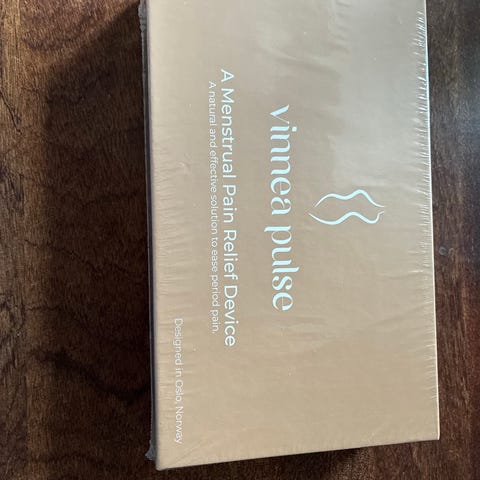 vinnea pulse
A Menstrual Pain Relief Device
A natural and effective solution to ease period pain.
Designed in Oslo, Norway